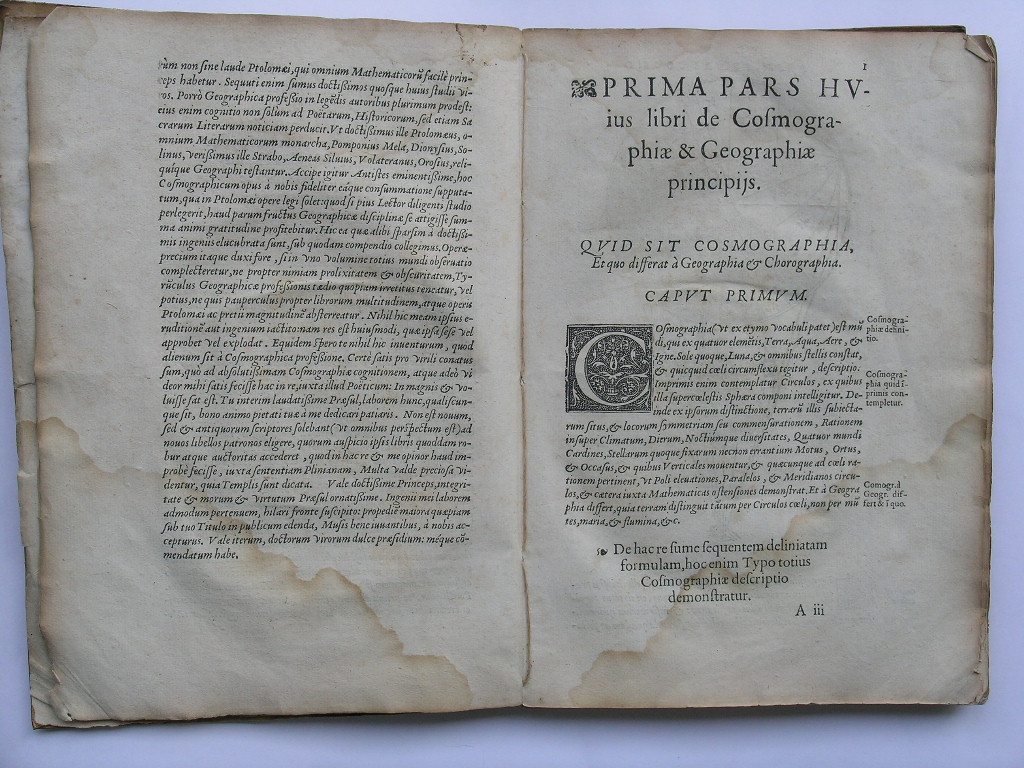 rùm non ſine laude Ptolomæi, qui omnium Mathematicorũ facilè prin-
ceps habetur. Sequuti enim ſumus doctiſsimos quoſque huius ſtudii vi-
ros. Porrò Geographica profeſsio in legẽdis autoribus plurimum prodeſt:
eius enim cognitio non ſolùm ad Poëtarum, Hiſtoricorum, ſed etiam Sa
crarum Literarum noticiam perducir. Vt doctiſsimus ille Ptolomæus, o-
mnium Mathematicorum monarcha, Pomponius Mela, Dionyſius, So-
linus, veriſsimus ille Strabo, Aeneas Siluius, Volateranus, Oroſius, reli-
quiſque Geographi teſtantur. Accipe igitur Antiſtes eminentiſsime, hoc
Coſmographicum opus à nobis fideliter eáque conſummatione ſupputa-
tum, qua in Ptolomæi opere legi ſolet: quod ſi pius Lector diligenti ſtudio
perlegerit, haud parum fructus Geographicæ diſciplinæ ſe attigiſſe ſum-
ma animi gratitudine profitebitur. Hic ea quæ alibi ſparſim à doctiſsi-
mis ingeniis elucubrata ſunt, ſub quodam compendio collegimus. Operæ-
precium itaque duxi fore, ſi in vno volumine totius mundi obſeruatio
complecteretur, ne propter nimiam prolixitatem & obſcuritatem, Ty-
rūculus Geographicæ profeſsionis tædio quopiam irretitus teneatur, vel
potius, ne quis pauperculus propter librorum multitudinem, atque operis
Ptolomæi ac pretii magnitudinẽ abſterreatur. Nihil hic meam ipſius e-
ruditionẽ aut ingenium iactito: nam res eſt huiuſmodi, quæ ipſa ſeſe vel
approbet vel explodat. Equidem ſpero te nihil hic inuenturum, quod
alienum ſit à Coſmographica profeſsione. Certè ſatis pro virili conatus
ſum, quò ad abſolutiſsimam Coſmographiæ cognitionem, atque adeò vi
deor mihi ſatis feciſſe hac in re, iuxta illud Poëticum: In magnis & vo-
luiſſe ſat eſt. Tu interim laudatiſsime Præſul, laborem hunc, qualiſcun-
que ſit, bono animo pietati tuæ à me dedicari patiaris. Non eſt nouum,
ſed & antiquorum ſcriptores ſolebant (vt omnibus perſpectum eſt) ad
nouos libellos patronos eligere, quorum auſpicio ipſis libris quoddam ro-
bur atque auctoritas accederet, quod in hac re & me opinor haud im-
probè feciſſe, iuxta ſententiam Plinianam, Multa valde precioſa vi-
dentur, quia Templis ſunt dicata. Vale doctiſsime Princeps, integri-
tate & morum & virtutum Præſul ornatiſsime. Ingenii mei laborem
admodum pertenuem, hilari fronte ſuſcipito: propediē maiora quæpiam
ſub tuo Titulo in publicum edenda, Muſis bene iuuantibus, à nobis ac-
cepturus. Vale iterum, doctorum virorum dulce præſidium: méque cō-
mendatum habe.
1
PRIMA PARS HV-
ius libri de Coſmogra-
phiæ & Geographiæ
principijs.
QVID SIT COSMOGRAPHIA,
Et quo differat à Geographia & Chorographia.
CAPVT PRIMVM.
COſmographia (vt ex etymo vocabuli patet) eſt mũ
di, qui ex quatuor elemẽtis, Terra, Aqua, Aere, &
Igne, Sole quoque, Luna, & omnibus ſtellis conſtat,
& quicquid cœli circumflexu tegitur, deſcriptio.
Imprimis enim contemplatur Circulos, ex quibus
illa ſupercœleſtis Sphæra componi intelligitur. De-
inde ex ipſorum diſtinctione, terrarũ illis ſubiecta-
rum ſitus, & locorum ſymmetriam ſeu commenſurationem, Rationem
inſuper Climatum, Dierum, Noctiumque diuerſitates, Quatuor mundi
Cardines, Stellarum quoque fixarum necnon errantium Motus, Ortus,
& Occaſus, & quibus Verticales mouentur, & quæcunque ad cœli ra-
tionem pertinent, vt Poli eleuationes, Paralelos, & Meridianos circu-
los, & cætera iuxta Mathematicas oſtenſiones demonſtrat. Et à Geogra
phia differt, quia terram diſtinguit tãtum per Circulos cœli, non per mõ
tes, maria, & flumina, &c.
Coſmogra-
phiæ defini-
tio.
Coſmogra-
phia quid ĩ-
primis con-
templetur.
Comogr. à
Geogr. dif-
fert & ĩ quo.
De hac re ſume ſequentem deliniatam
formulam, hoc enim Typo totius
Coſmographiæ deſcriptio
demonſtratur.
A iii